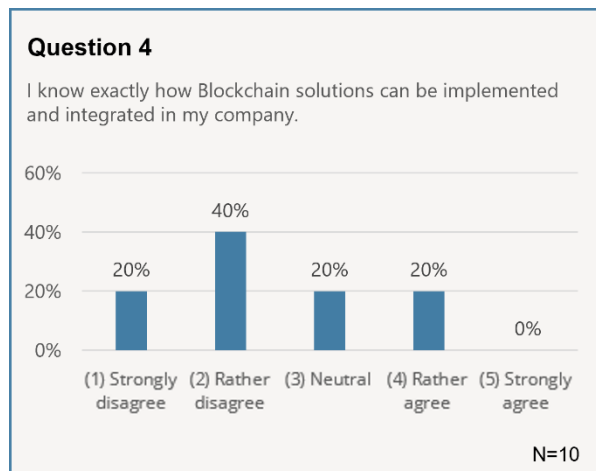 Question 4
I know exactly how Blockchain solutions can be implemented
and integrated in my company.
60%
40%
20%
0%
20%
40%
20%
20%
0%
(1) Strongly disagree
(2) Rather disagree
(3) Neutral
(4) Rather agree
(5) Strongly agree
N=10